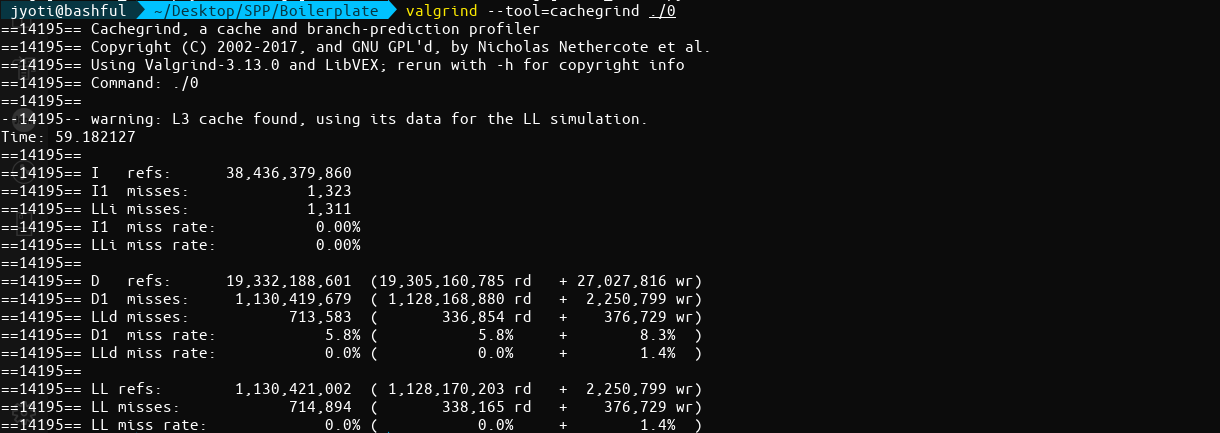 jyoti@bashful ~/Desktop/SPP/Boilerplate valgrind --tool=cachegrind ./0
==14195== Cachegrind, a cache and branch-prediction profiler
==14195== Copyright (C) 2002-2017, and GNU GPL'd, by Nicholas Nethercote et al.
==14195== Using Valgrind-3.13.0 and LibVEX; rerun with -h for copyright info
==14195== Command: ./0
==14195==
--14195-- warning: L3 cache found, using its data for the LL simulation.
Time: 59.182127
==14195==
==14195== I   refs:      38,436,379,860
==14195== I1  misses:             1,323
==14195== LLi misses:             1,311
==14195== I1  miss rate:           0.00%
==14195== LLi miss rate:           0.00%
==14195==
==14195== D   refs:      19,332,188,601  (19,305,160,785 rd   + 27,027,816 wr)
==14195== D1  misses:     1,130,419,679  ( 1,128,168,880 rd   +  2,250,799 wr)
==14195== LLd misses:           713,583  (       336,854 rd   +    376,729 wr)
==14195== D1  miss rate:            5.8% (           5.8%     +        8.3%  )
==14195== LLd miss rate:            0.0% (           0.0%     +        1.4%  )
==14195==
==14195== LL refs:        1,130,421,002  ( 1,128,170,203 rd   +  2,250,799 wr)
==14195== LL misses:            714,894  (       338,165 rd   +    376,729 wr)
==14195== LL miss rate:             0.0% (           0.0%     +        1.4%  )